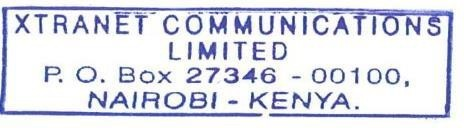 XTRANET COMMUNICATIONS
LIMITED
P. O. Box 27346 - 00100,
NAIROBI - KENYA.